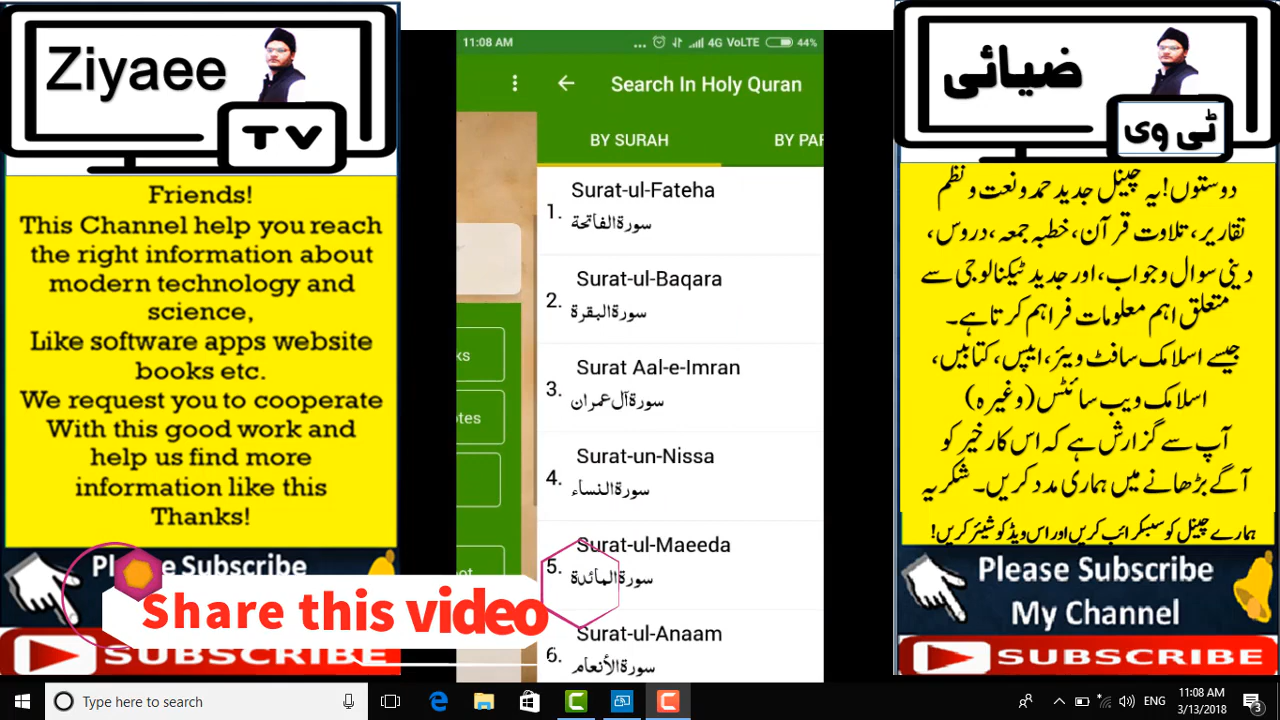 Ziyaee
TV
Friends!
This Channel help you reach
the right information about
modern technology and
science,
Like software apps website
books etc.
We request you to cooperate
With this good work and
help us find more
information like this
Thanks!
Please Subscribe
SUBSCRIBE
Share this video
11:08 AM
... 4G VoLTE 44%
Search In Holy Quran
BY SURAH
BY PAR
ks
otes
1. Surat-ul-Fateha
سورة الفاتحة
2. Surat-ul-Baqara
سورة البقرة
3. Surat Aal-e-Imran
سورة آل عمران
4. Surat-un-Nissa
سورة النساء
5. Surat-ul-Maeeda
سورة المائدة
6. Surat-ul-Anaam
سورة الأنعام
ضیائی
ٹی وی
دوستوں! یہ چینل جدید حمد و نعت و نظم
تقاریر، تلاوت قرآن، خطبہ جمعہ، دروس،
دینی سوال و جواب، اور جدید ٹیکنالوجی سے
متعلق اہم معلومات فراہم کرتا ہے۔
جیسے اسلامک سافٹ ویئر، ایپس، کتابیں،
اسلامک ویب سائٹس (وغیرہ)
آپ سے گزارش ہے کہ اس کار خیر کو
آگے بڑھانے میں ہماری مدد کریں۔ شکریہ
ہمارے چینل کو سبسکرائب کریں اور اس ویڈیو کو شیئر کریں!
Please Subscribe
My Channel
SUBSCRIBE
Type here to search
ENG
11:08 AM
3/13/2018
3